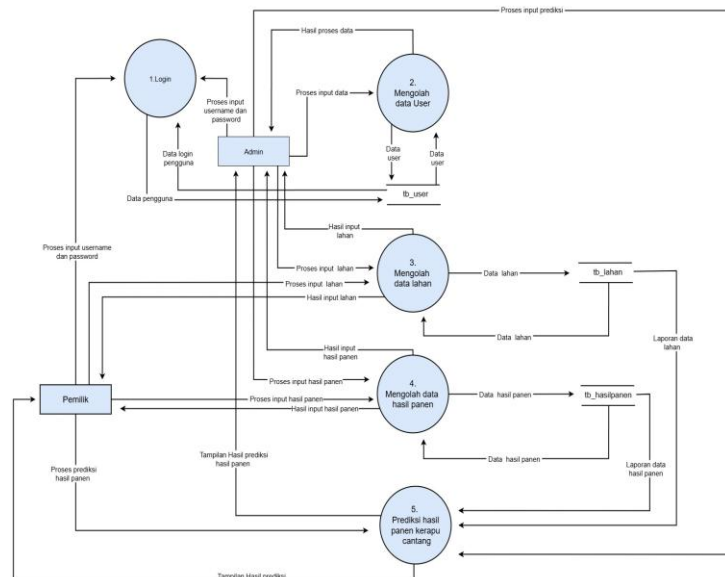 Proses input prediksi
Hasil proses data
1.Login
2.
Mengolah
data User
Proses input
username dan
password
Proses input data
Admin
Data login
pengguna
Data
user
Data
user
tb_user
Data pengguna
Hasil input
lahan
Proses input username
dan password
3.
Mengolah
data lahan
Proses input lahan
Data lahan
tb_lahan
Proses input lahan
Hasil input lahan
Data lahan
Laporan data
lahan
Hasil input
hasil panen
Proses input hasil panen
4.
Mengolah data
hasil panen
Data hasil panen
tb_hasilpanen
Pemilik
Proses input hasil panen
Hasil input hasil panen
Data hasil panen
Tampilan Hasil prediksi
hasil panen
Laporan data
hasil panen
Proses prediksi
hasil panen
5.
Prediksi hasil
panen kerapu
cantang
Tampilan Hasil prediksi